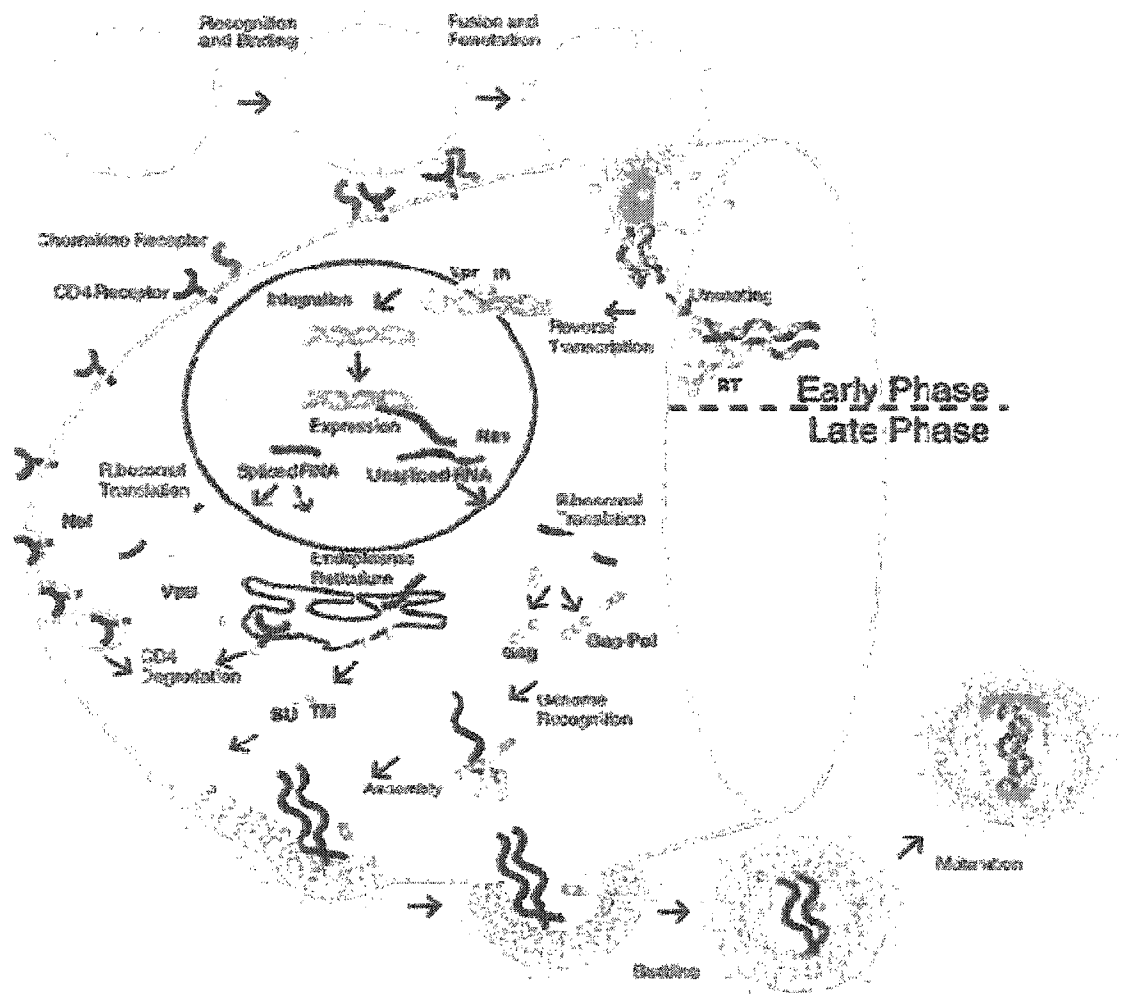 Recognition
and Binding
Fusion and
Penetration
Chemokine Receptor
CD4 Receptor
Integration
Vpr IN
Uncoating
Reverse
Transcription
RT
Early Phase
Late Phase
Expression
Rev
Spliced RNA
Unspliced RNA
Ribosomal
Translation
Nef
Vpu
Endoplasmic
Reticulum
Ribosomal
Translation
Gag
Gag-Pol
CD4
Degradation
SU TM
Genome
Recognition
Assembly
Budding
Maturation